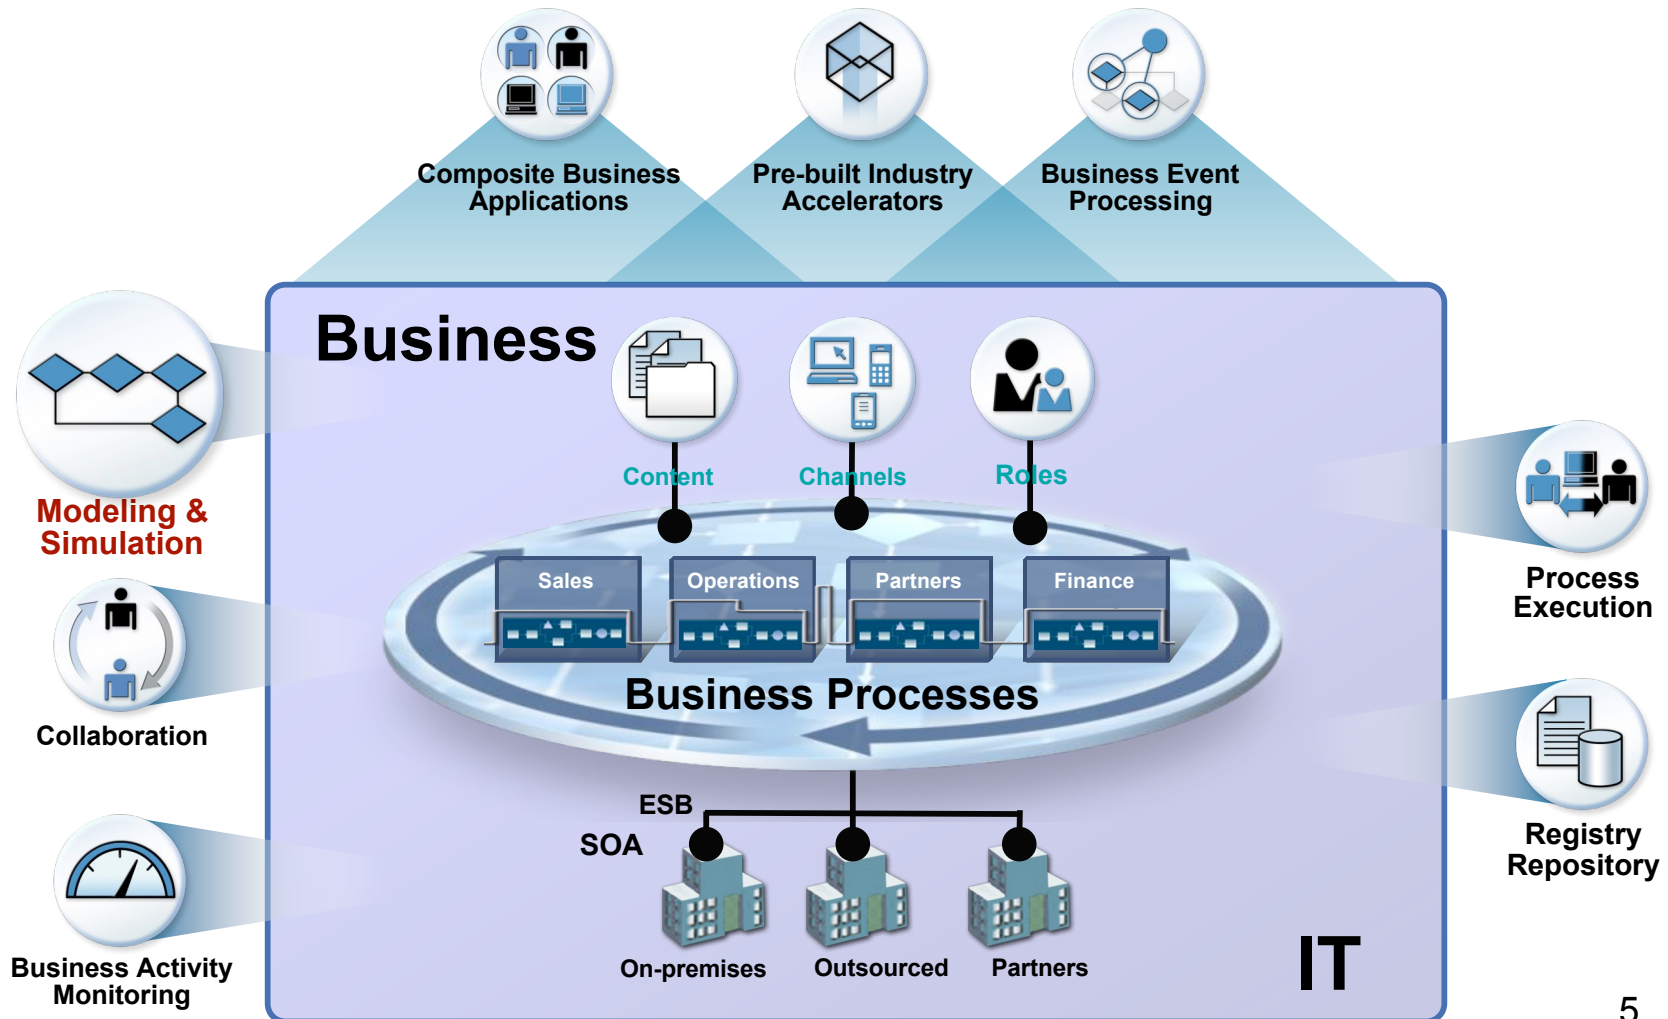 Composite Business
Applications
Pre-built Industry
Accelerators
Business Event
Processing
Business
Content
Channels
Roles
Modeling &
Simulation
Collaboration
Business Activity
Monitoring
Sales
Operations
Partners
Finance
Business Processes
ESB
SOA
On-premises
Outsourced
Partners
IT
Process
Execution
Registry
Repository
5